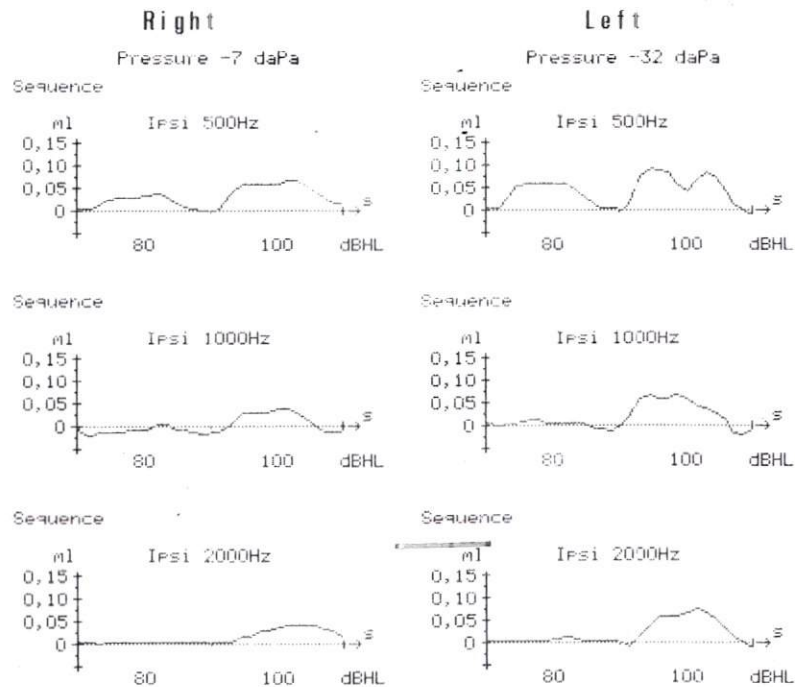 Right
Pressure -7 daPa
Sequence
ml Ipsi 500Hz
0,15
0,10
0,05
0
s
80 100 dBHL
Sequence
ml Ipsi 1000Hz
0,15
0,10
0,05
0
s
80 100 dBHL
Sequence
ml Ipsi 2000Hz
0,15
0,10
0,05
0
s
80 100 dBHL
Left
Pressure -32 daPa
Sequence
ml Ipsi 500Hz
0,15
0,10
0,05
0
s
80 100 dBHL
Sequence
ml Ipsi 1000Hz
0,15
0,10
0,05
0
s
80 100 dBHL
Sequence
ml Ipsi 2000Hz
0,15
0,10
0,05
0
s
80 100 dBHL